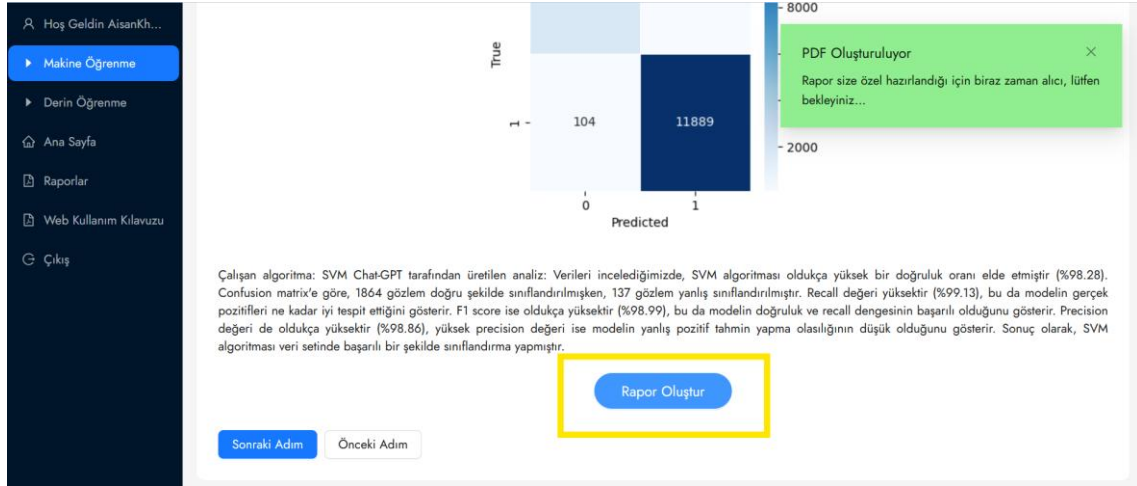 Hoş Geldin AisanKh...
Makine Öğrenme
Derin Öğrenme
Ana Sayfa
Raporlar
Web Kullanım Kılavuzu
Çıkış
8000
True
1
104
11889
2000
0
1
Predicted
PDF Oluşturuluyor
Rapor size özel hazırlandığı için biraz zaman alıcı, lütfen
bekleyiniz...
Çalışan algoritma: SVM Chat-GPT tarafından üretilen analiz: Verileri incelediğimizde, SVM algoritması oldukça yüksek bir doğruluk oranı elde etmiştir (%98.28).
Confusion matrix'e göre, 1864 gözlem doğru şekilde sınıflandırılmışken, 137 gözlem yanlış sınıflandırılmıştır. Recall değeri yüksektir (%99.13), bu da modelin gerçek
pozitifleri ne kadar iyi tespit ettiğini gösterir. F1 score ise oldukça yüksektir (%98.99), bu da modelin doğruluk ve recall dengesinin başarılı olduğunu gösterir. Precision
değeri de oldukça yüksektir (%98.86), yüksek precision değeri ise modelin yanlış pozitif tahmin yapma olasılığının düşük olduğunu gösterir. Sonuç olarak, SVM
algoritması veri setinde başarılı bir şekilde sınıflandırma yapmıştır.
Rapor Oluştur
Sonraki Adım
Önceki Adım